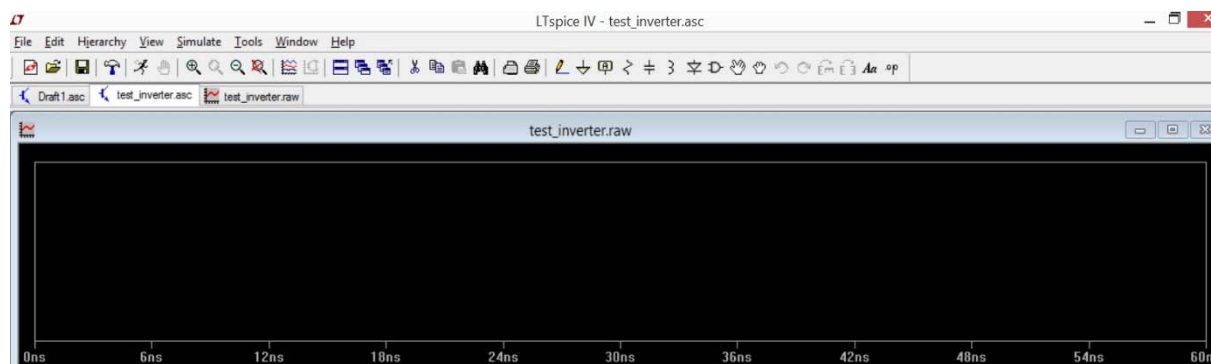 LTspice IV - test_inverter.asc
File Edit Hierarchy View Simulate Tools Window Help
Aa .op
Draft1.asc test_inverter.asc test_inverter.raw
test_inverter.raw
0ns 6ns 12ns 18ns 24ns 30ns 36ns 42ns 48ns 54ns